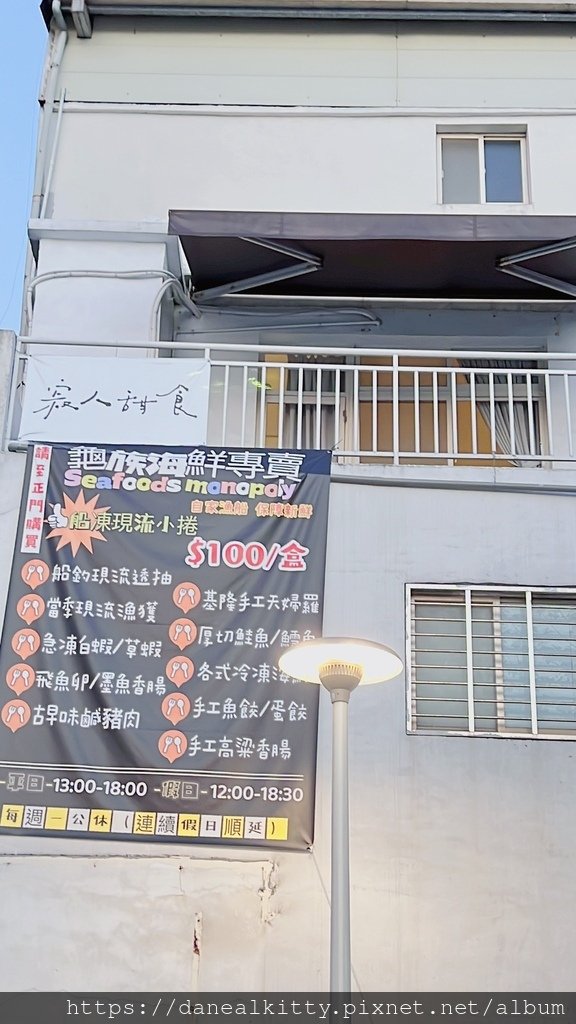 寂人甜食
龜族海鮮專賣
Seafoods monopoly
請至正門購買
自家漁船 保障新鮮
船凍現流小捲
$100/盒
船釣現流透抽
當季現流漁獲
急凍白蝦/草蝦
飛魚卵/墨魚香腸
古早味鹹豬肉
基隆手工天婦羅
厚切鮭魚/鱈魚
各式冷凍海
手工魚餃/蛋餃
手工高粱香腸
平日-13:00-18:00 -假日-12:00-18:30
每週一公休(連續假日順延)
https://danealkitty.pixnet.net/album